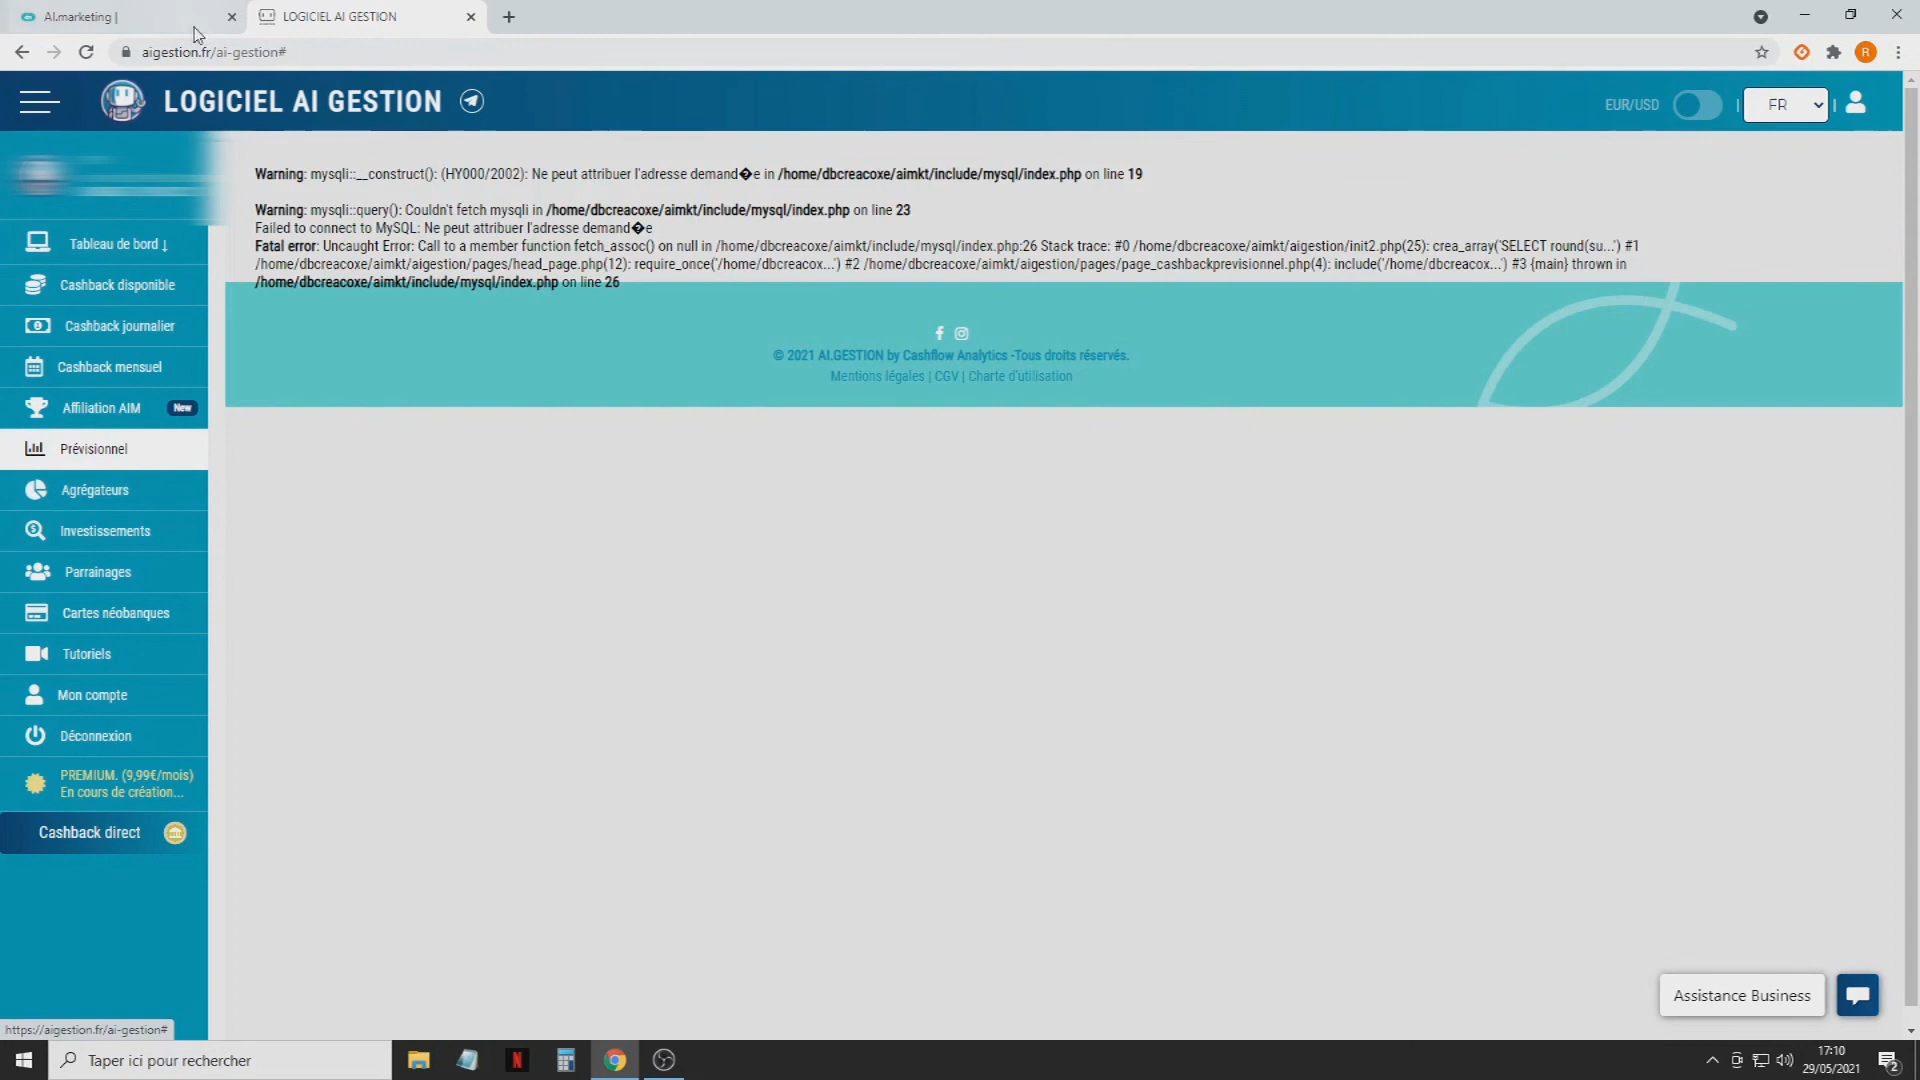 AI.marketing |
LOGICIEL AI GESTION
aigestion.fr/ai-gestion#
R
LOGICIEL AI GESTION
EUR/USD
|
FR
|
Warning: mysqli::__construct(): (HY000/2002): Ne peut attribuer l'adresse demand�e in /home/dbcreacoxe/aimkt/include/mysql/index.php on line 19
Warning: mysqli::query(): Couldn't fetch mysqli in /home/dbcreacoxe/aimkt/include/mysql/index.php on line 23
Failed to connect to MySQL: Ne peut attribuer l'adresse demand�e
Fatal error: Uncaught Error: Call to a member function fetch_assoc() on null in /home/dbcreacoxe/aimkt/include/mysql/index.php:26 Stack trace: #0 /home/dbcreacoxe/aimkt/aigestion/init2.php(25): crea_array('SELECT round(su...') #1
/home/dbcreacoxe/aimkt/aigestion/pages/head_page.php(12): require_once('/home/dbcreacox...') #2 /home/dbcreacoxe/aimkt/aigestion/pages/page_cashbackprevisionnel.php(4): include('/home/dbcreacox...') #3 {main} thrown in
/home/dbcreacoxe/aimkt/include/mysql/index.php on line 26
Tableau de bord ↓
Cashback disponible
Cashback journalier
Cashback mensuel
Affiliation AIM
New
Prévisionnel
Agrégateurs
Investissements
Parrainages
Cartes néobanques
Tutoriels
Mon compte
Déconnexion
PREMIUM. (9,99€/mois)
En cours de création...
Cashback direct
© 2021 AI.GESTION by Cashflow Analytics -Tous droits réservés.
Mentions légales | CGV | Charte d'utilisation
Assistance Business
https://aigestion.fr/ai-gestion#
Taper ici pour rechercher
N
17:10
29/05/2021
2